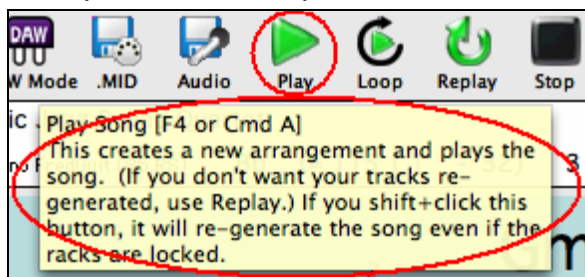 DAW
W Mode .MID Audio Play Loop Replay Stop
ic
Play Song [F4 or Cmd A]
This creates a new arrangement and plays the
song. (If you don't want your tracks re-
generated, use Replay.) If you shift+click this
button, it will re-generate the song even if the
racks are locked.
3
m